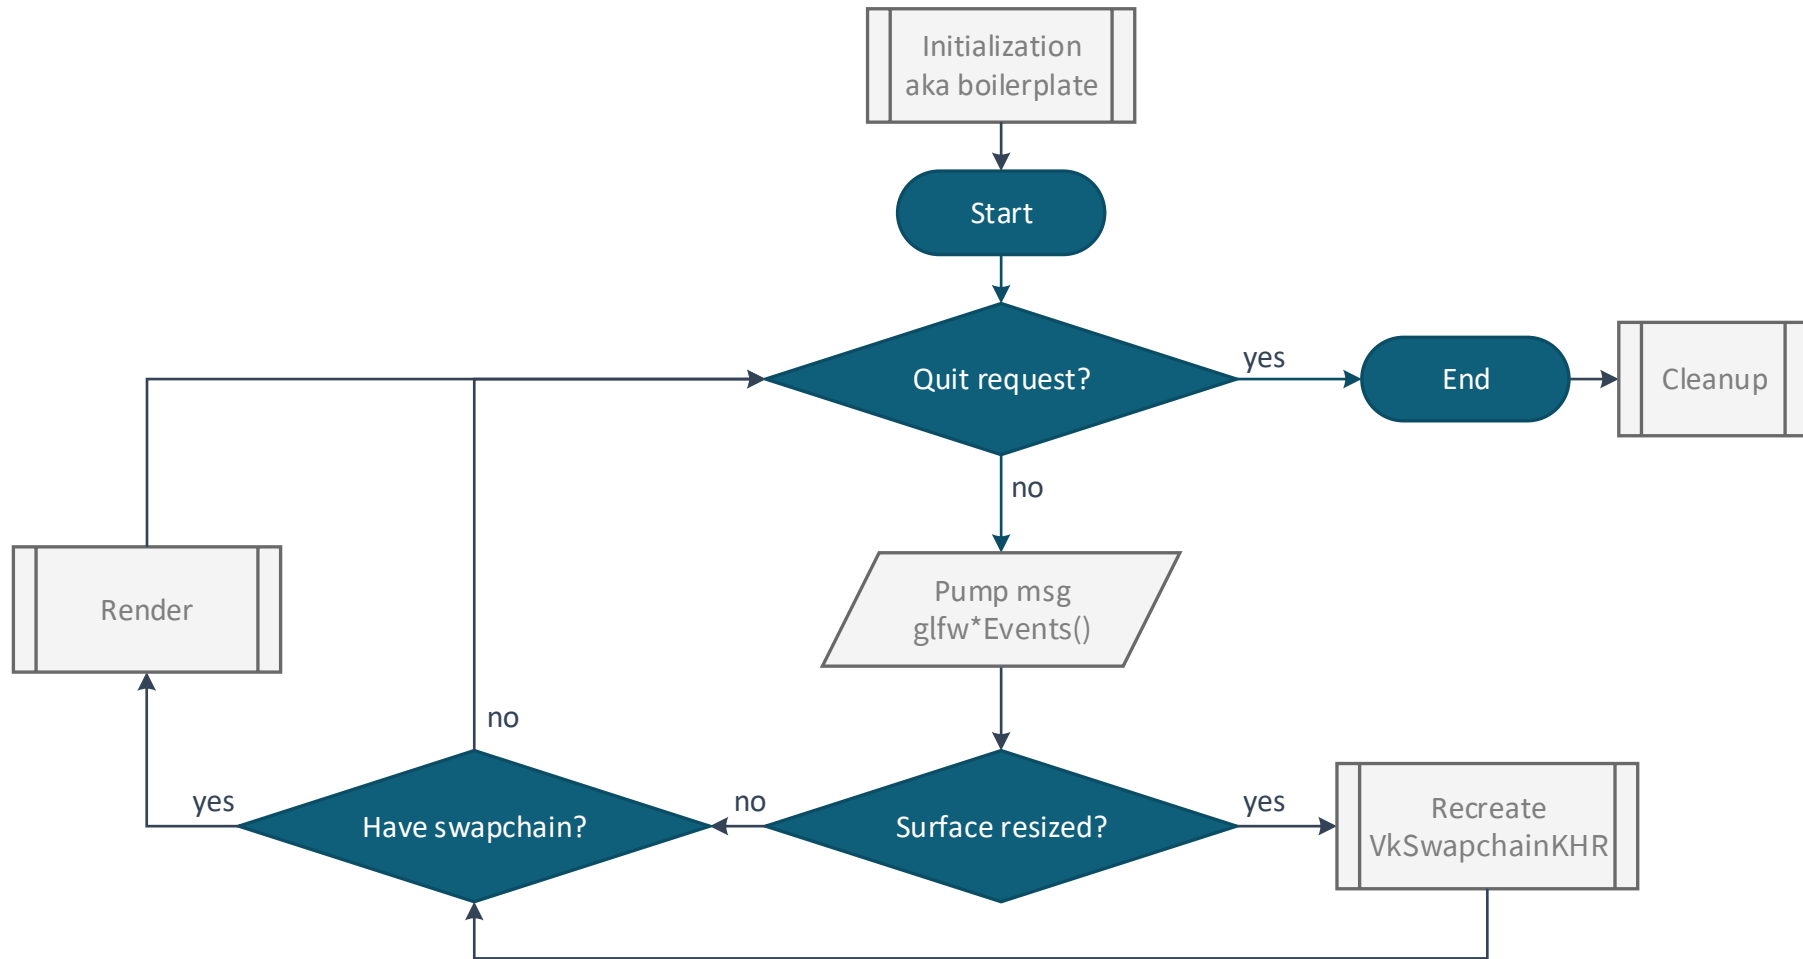 Initialization
aka boilerplate
Start
Quit request?
yes
End
Cleanup
no
Pump msg
glfw*Events()
Render
no
yes
Have swapchain?
no
Surface resized?
yes
Recreate
VkSwapchainKHR